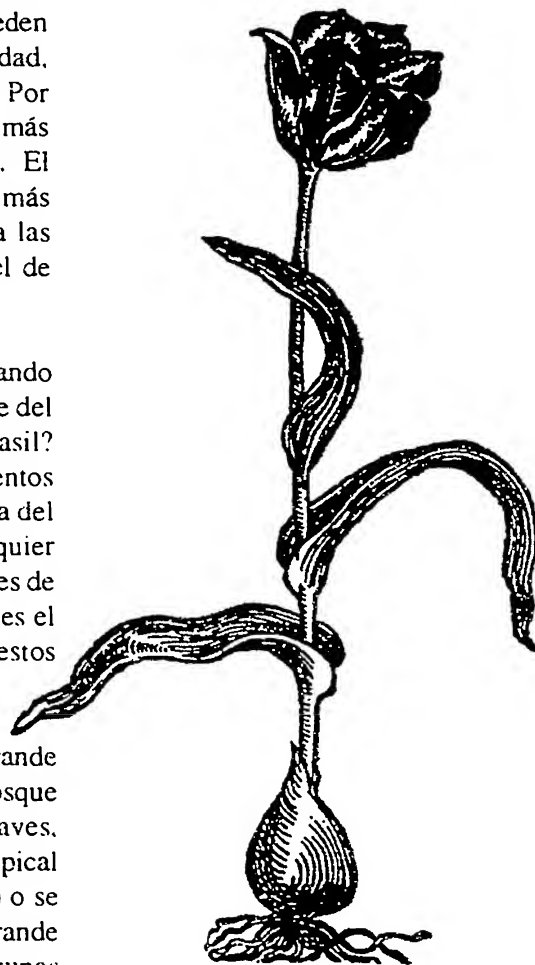 eden
dad,
Por
más
. El
más
a las
el de
ando
e del
asil?
entos
a del
quier
es de
es el
estos
rande
osque
aves,
pical
o se
rande